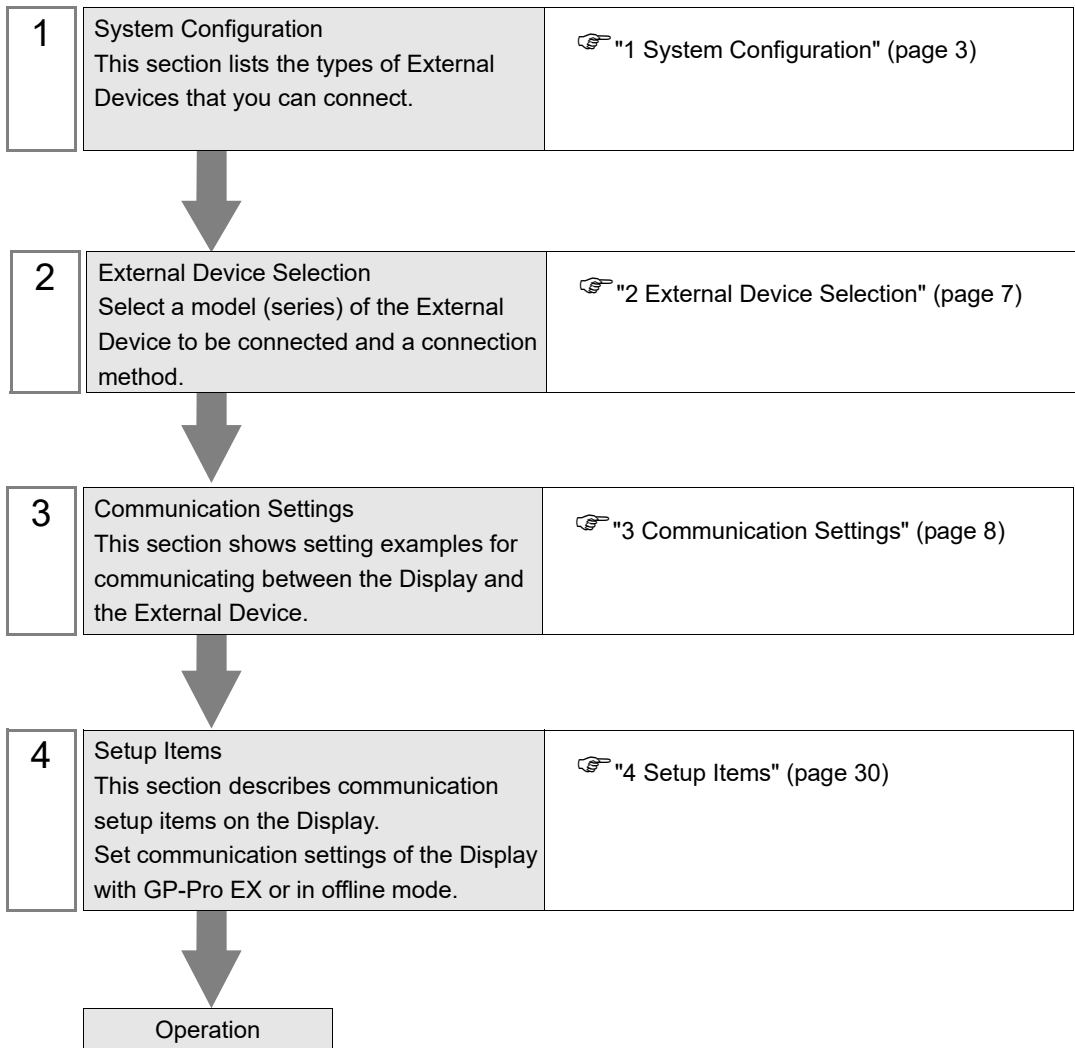 1
System Configuration
This section lists the types of External
Devices that you can connect.
"1 System Configuration" (page 3)
2
External Device Selection
Select a model (series) of the External
Device to be connected and a connection
method.
"2 External Device Selection" (page 7)
3
Communication Settings
This section shows setting examples for
communicating between the Display and
the External Device.
"3 Communication Settings" (page 8)
4
Setup Items
This section describes communication
setup items on the Display.
Set communication settings of the Display
with GP-Pro EX or in offline mode.
"4 Setup Items" (page 30)
Operation